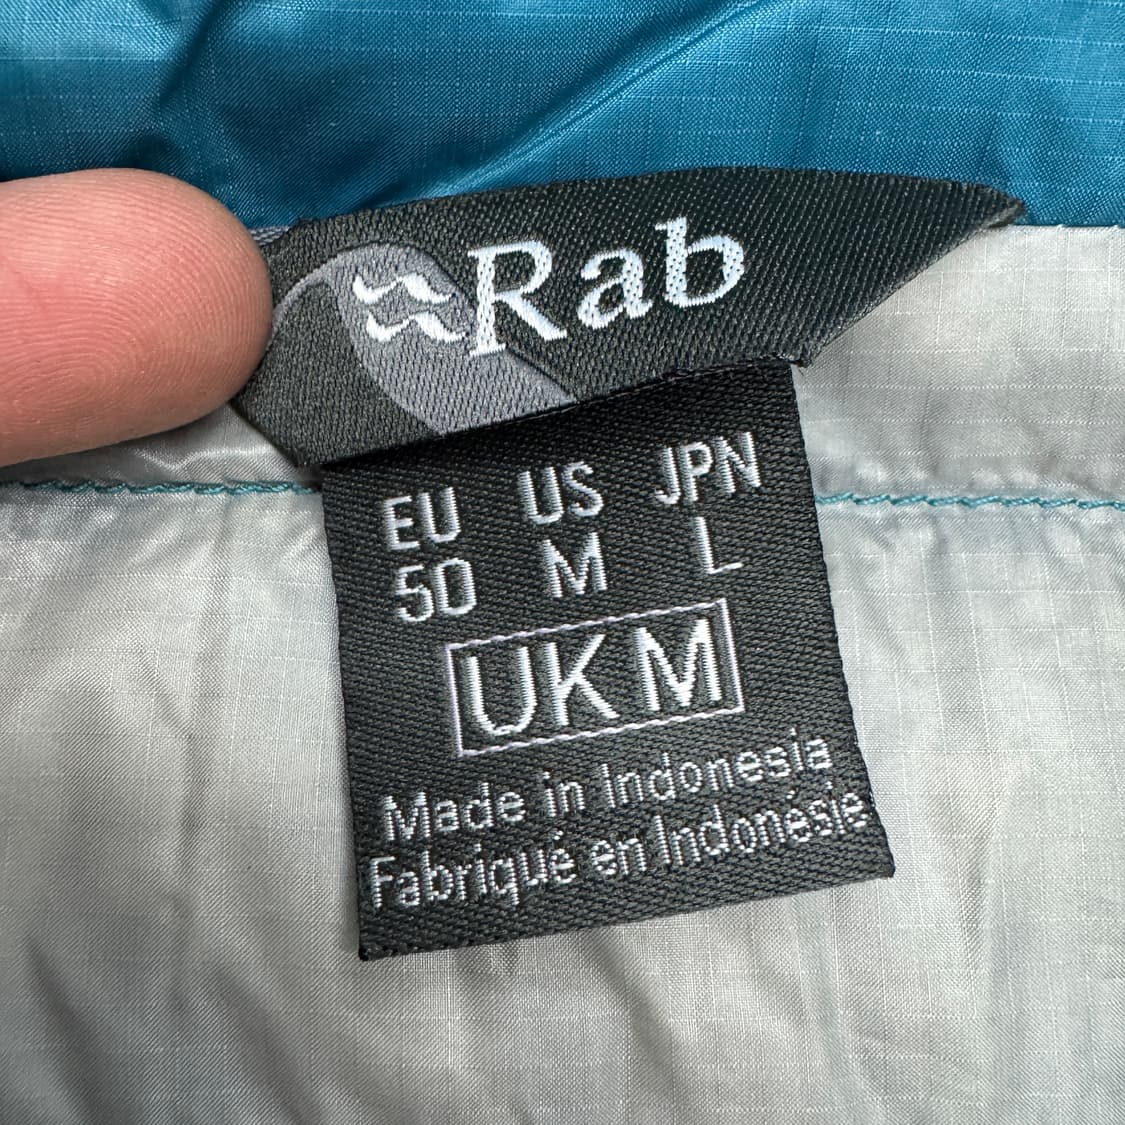 Rab
EU US JPN
50 M L
UK M
Made in Indonesia
Fabriqué en Indonésie